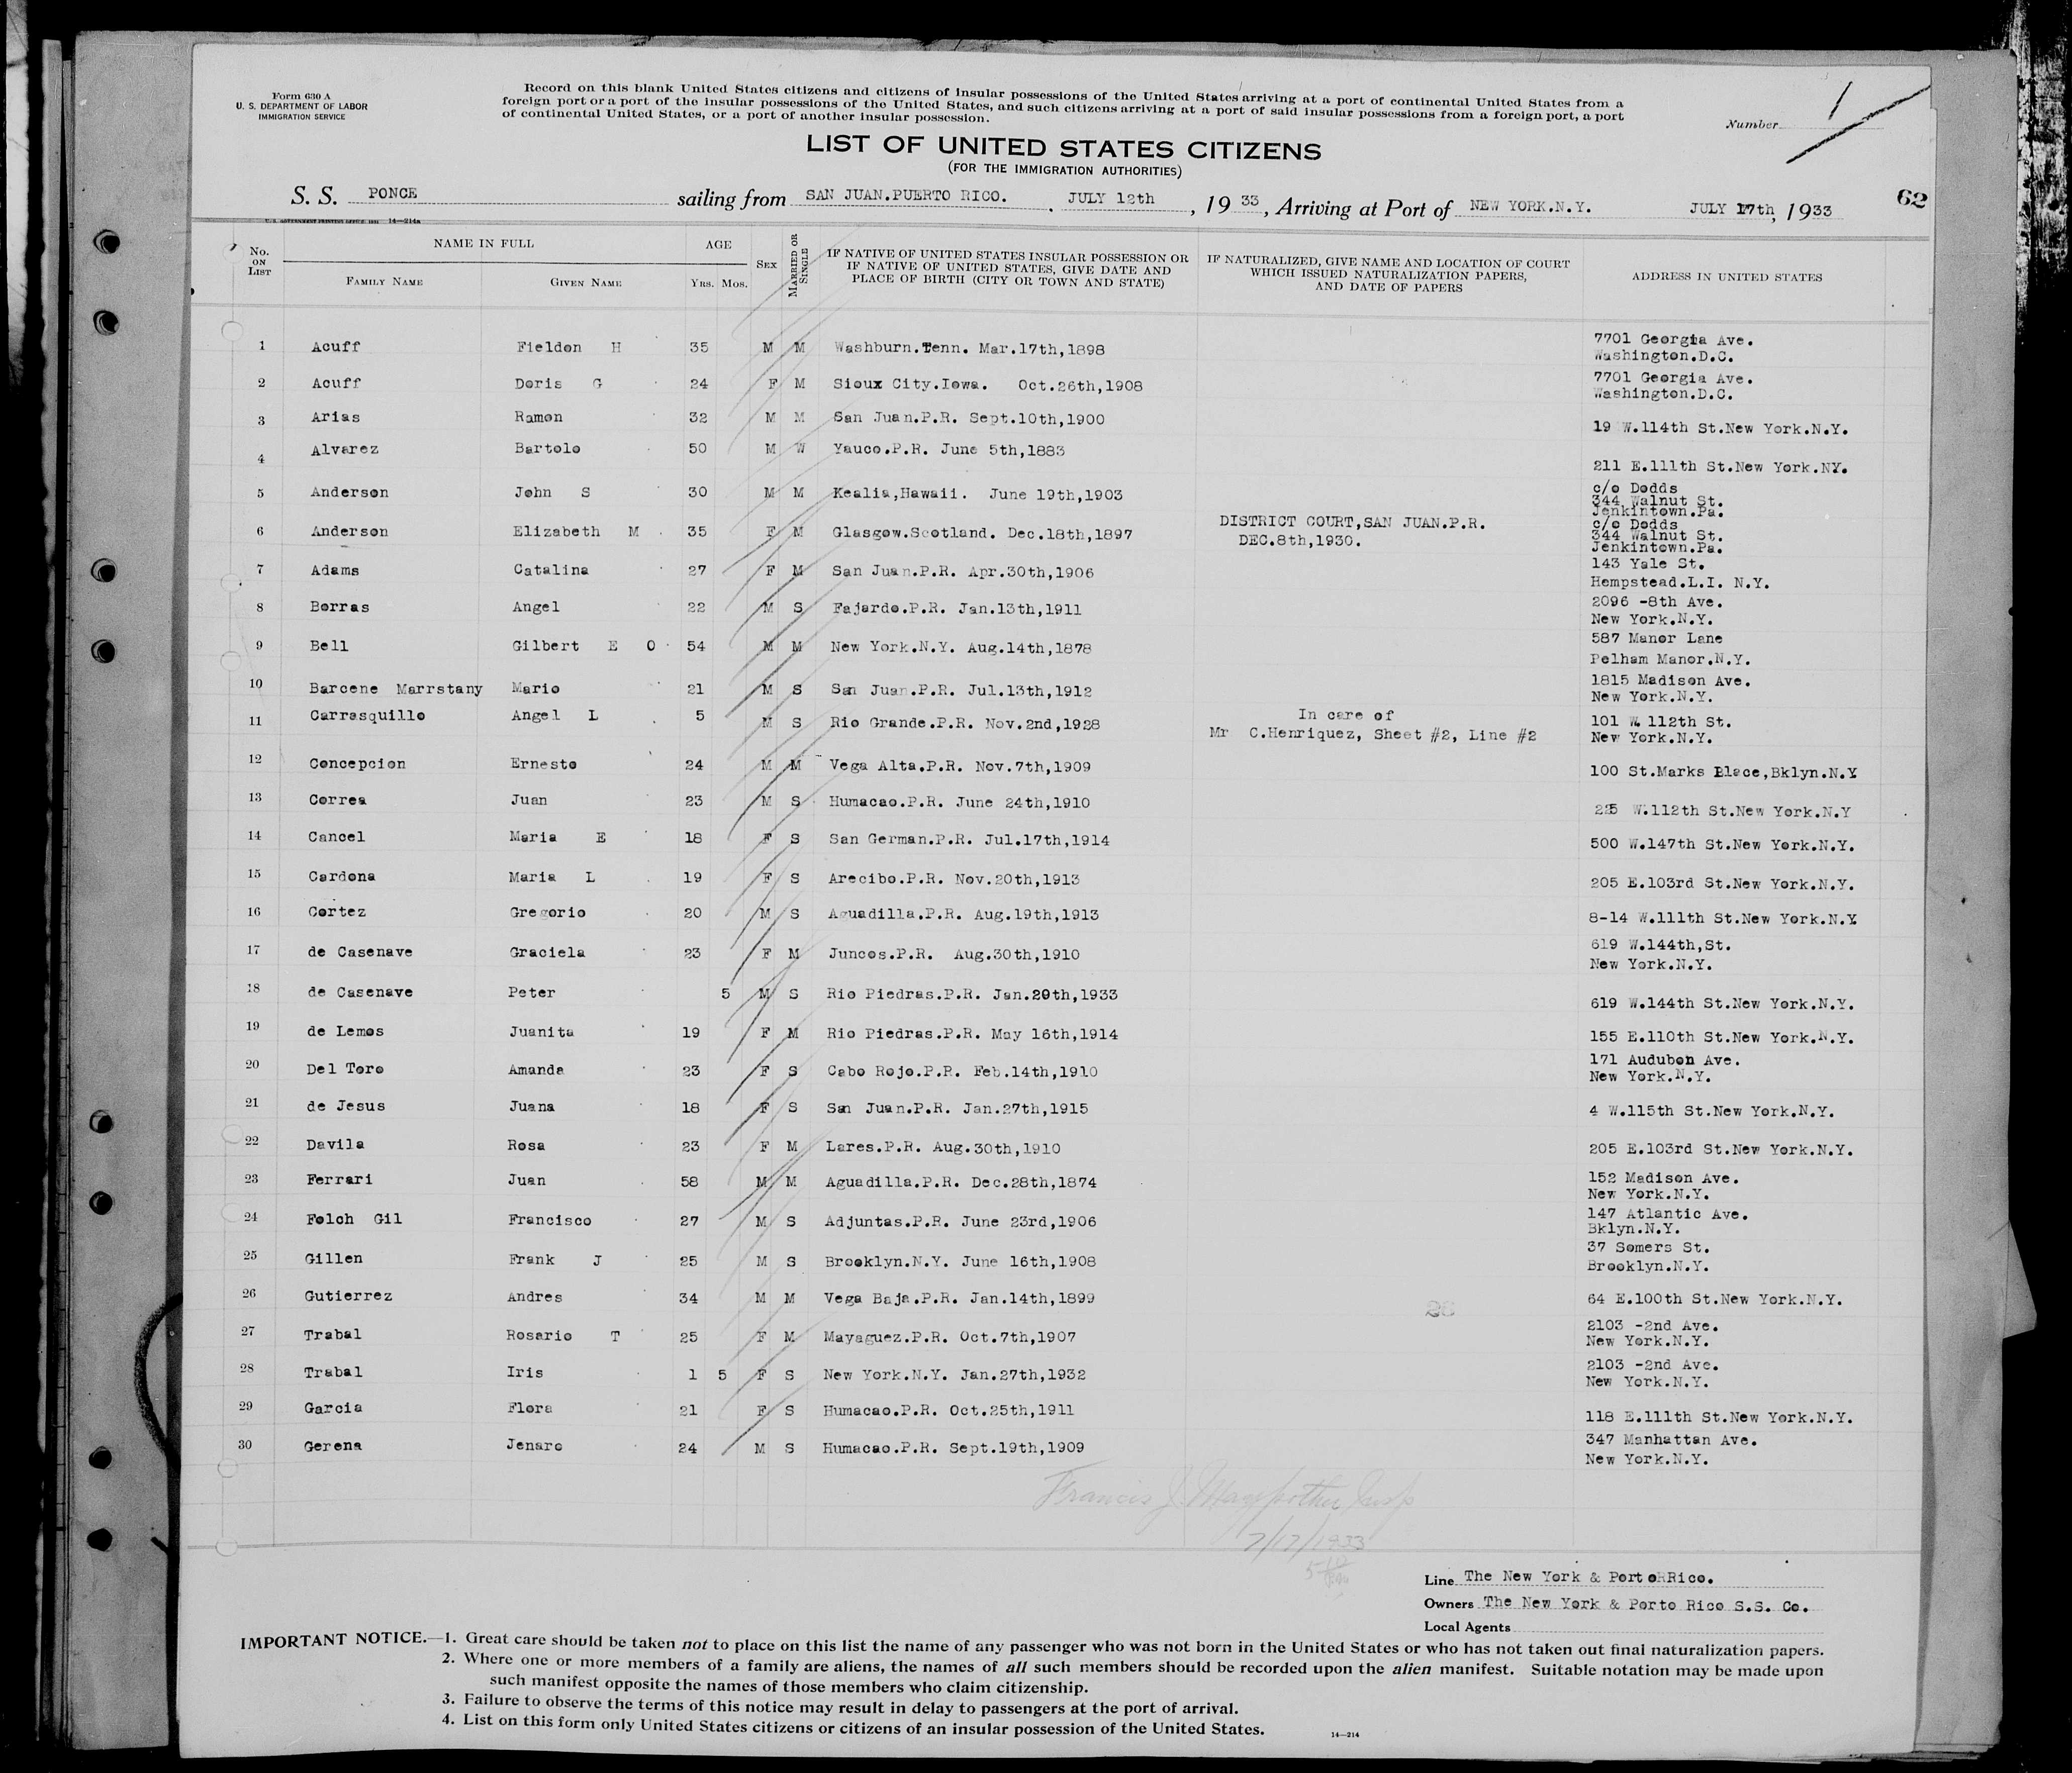 Form 630 A
U. S. DEPARTMENT OF LABOR
IMMIGRATION SERVICE
Record on this blank United States citizens and citizens of insular possessions of the United States arriving at a port of continental United States from a
foreign port or a port of the insular possessions of the United States, and such citizens arriving at a port of said insular possessions from a foreign port, a port
of continental United States, or a port of another insular possession.
Number 1
LIST OF UNITED STATES CITIZENS
(FOR THE IMMIGRATION AUTHORITIES)
S. S. PONCE sailing from SAN JUAN.PUERTO RICO. JULY 12th, 1933, Arriving at Port of NEW YORK.N.Y. JULY 17th, 1933
62
U. S. GOVERNMENT PRINTING OFFICE: 1931 14—214a
No. ON LIST NAME IN FULL FAMILY NAME GIVEN NAME AGE YRS. MOS. SEX MARRIED OR SINGLE IF NATIVE OF UNITED STATES INSULAR POSSESSION OR IF NATIVE OF UNITED STATES, GIVE DATE AND PLACE OF BIRTH (CITY OR TOWN AND STATE) IF NATURALIZED, GIVE NAME AND LOCATION OF COURT WHICH ISSUED NATURALIZATION PAPERS, AND DATE OF PAPERS ADDRESS IN UNITED STATES
1 Acuff Fieldon H 35 M M Washburn.Tenn. Mar.17th,1898 7701 Georgia Ave. Washington.D.C.
2 Acuff Doris G 24 F M Sioux City.Iowa. Oct.26th,1908 7701 Georgia Ave. Washington.D.C.
3 Arias Ramon 32 M M San Juan.P.R. Sept.10th,1900 19 W.114th St.New York.N.Y.
4 Alvarez Bartolo 50 M W Yauco.P.R. June 5th,1883 211 E.111th St.New York.NY.
5 Anderson John S 30 M M Kealia,Hawaii. June 19th,1903 c/o Dodds 344 Walnut St. Jenkintown.Pa.
6 Anderson Elizabeth M 35 F M Glasgow.Scotland. Dec.18th,1897 DISTRICT COURT,SAN JUAN.P.R. DEC.8th,1930. c/o Dodds 344 Walnut St. Jenkintown.Pa.
7 Adams Catalina 27 F M San Juan.P.R. Apr.30th,1906 143 Yale St. Hempstead.L.I. N.Y.
8 Borras Angel 22 M S Fajardo.P.R. Jan.13th,1911 2096 -8th Ave. New York.N.Y.
9 Bell Gilbert E O 54 M M New York.N.Y. Aug.14th,1878 587 Manor Lane Pelham Manor.N.Y.
10 Barcene Marrstany Mario 21 M S San Juan.P.R. Jul.13th,1912 1815 Madison Ave. New York.N.Y.
11 Carrasquillo Angel L 5 M S Rio Grande.P.R. Nov.2nd,1928 In care of Mr C.Henriquez, Sheet #2, Line #2 101 W. 112th St. New York.N.Y.
12 Concepcion Ernesto 24 M M Vega Alta.P.R. Nov.7th,1909 100 St.Marks Place,Bklyn.N.Y
13 Correa Juan 23 M S Humacao.P.R. June 24th,1910 225 W.112th St.New York.N.Y
14 Cancel Maria E 18 F S San German.P.R. Jul.17th,1914 500 W.147th St.New York.N.Y.
15 Cardona Maria L 19 F S Arecibo.P.R. Nov.20th,1913 205 E.103rd St.New York.N.Y.
16 Cortez Gregorio 20 M S Aguadilla.P.R. Aug.19th,1913 8-14 W.111th St.New York.N.Y.
17 de Casenave Graciela 23 F M Juncos.P.R. Aug.30th,1910 619 W.144th,St. New York.N.Y.
18 de Casenave Peter 5 M S Rio Piedras.P.R. Jan.20th,1933 619 W.144th St.New York.N.Y.
19 de Lemos Juanita 19 F M Rio Piedras.P.R. May 16th,1914 155 E.110th St.New York.N.Y.
20 Del Toro Amanda 23 F S Cabo Rojo.P.R. Feb.14th,1910 171 Audubon Ave. New York.N.Y.
21 de Jesus Juana 18 F S San Juan.P.R. Jan.27th,1915 4 W.115th St.New York.N.Y.
22 Davila Rosa 23 F M Lares.P.R. Aug.30th,1910 205 E.103rd St.New York.N.Y.
23 Ferrari Juan 58 M M Aguadilla.P.R. Dec.28th,1874 152 Madison Ave. New York.N.Y.
24 Folch Gil Francisco 27 M S Adjuntas.P.R. June 23rd,1906 147 Atlantic Ave. Bklyn.N.Y.
25 Gillen Frank J 25 M S Brooklyn.N.Y. June 16th,1908 37 Somers St. Brooklyn.N.Y.
26 Gutierrez Andres 34 M M Vega Baja.P.R. Jan.14th,1899 64 E.100th St.New York.N.Y.
27 Trabal Rosario T 25 F M Mayaguez.P.R. Oct.7th,1907 2103 -2nd Ave. New York.N.Y.
28 Trabal Iris 1 5 F S New York.N.Y. Jan.27th,1932 2103 -2nd Ave. New York.N.Y.
29 Garcia Flora 21 F S Humacao.P.R. Oct.25th,1911 118 E.111th St.New York.N.Y.
30 Gerena Jenaro 24 M S Humacao.P.R. Sept.19th,1909 347 Manhattan Ave. New York.N.Y.
Francis J.
7/17/1933
Line The New York & PortoRRico.
Owners The New York & Porto Rico S.S. Co.
Local Agents
IMPORTANT NOTICE.—1. Great care should be taken not to place on this list the name of any passenger who was not born in the United States or who has not taken out final naturalization papers.
2. Where one or more members of a family are aliens, the names of all such members should be recorded upon the alien manifest. Suitable notation may be made upon
such manifest opposite the names of those members who claim citizenship.
3. Failure to observe the terms of this notice may result in delay to passengers at the port of arrival.
4. List on this form only United States citizens or citizens of an insular possession of the United States.
14—214